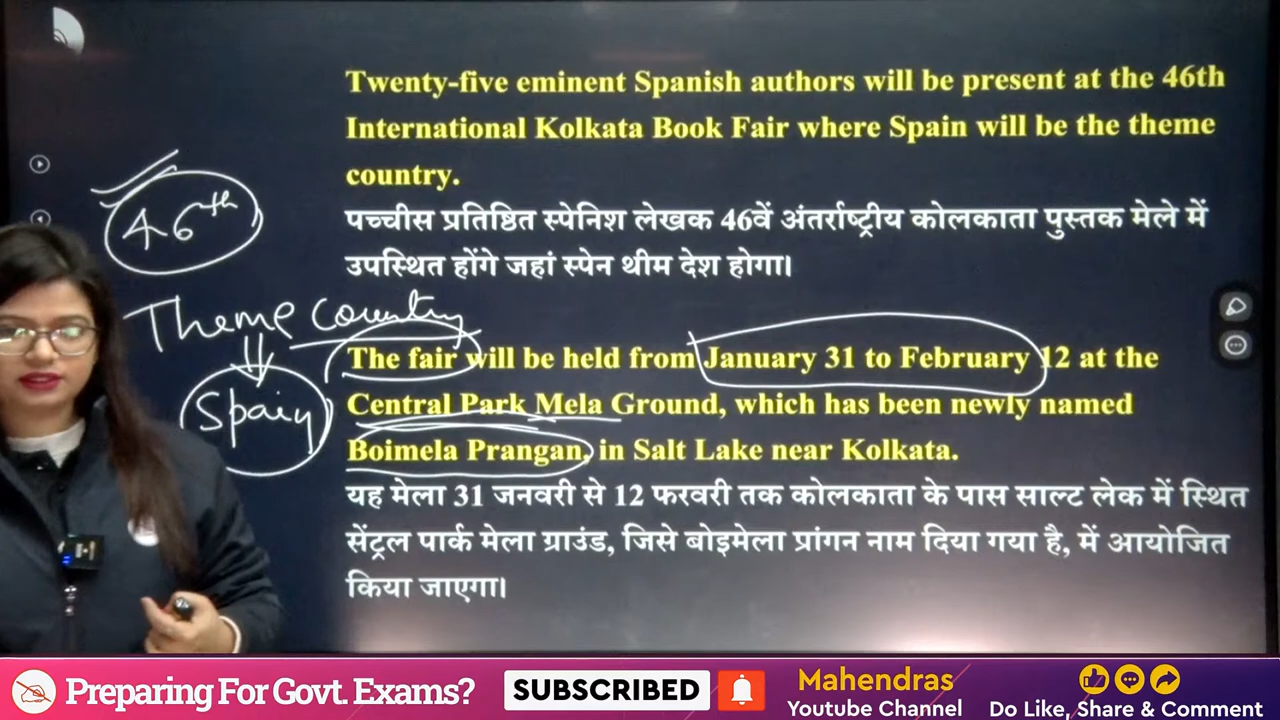 Twenty-five eminent Spanish authors will be present at the 46th
International Kolkata Book Fair where Spain will be the theme
country.
पच्चीस प्रतिष्ठित स्पेनिश लेखक 46वें अंतर्राष्ट्रीय कोलकाता पुस्तक मेले में
उपस्थित होंगे जहां स्पेन थीम देश होगा।
46th
Theme country
Spain
The fair will be held from January 31 to February 12 at the
Central Park Mela Ground, which has been newly named
Boimela Prangan, in Salt Lake near Kolkata.
यह मेला 31 जनवरी से 12 फरवरी तक कोलकाता के पास साल्ट लेक में स्थित
सेंट्रल पार्क मेला ग्राउंड, जिसे बोइमेला प्रांगन नाम दिया गया है, में आयोजित
किया जाएगा।
Preparing For Govt. Exams?
SUBSCRIBED
Mahendras
Youtube Channel
Do Like, Share & Comment